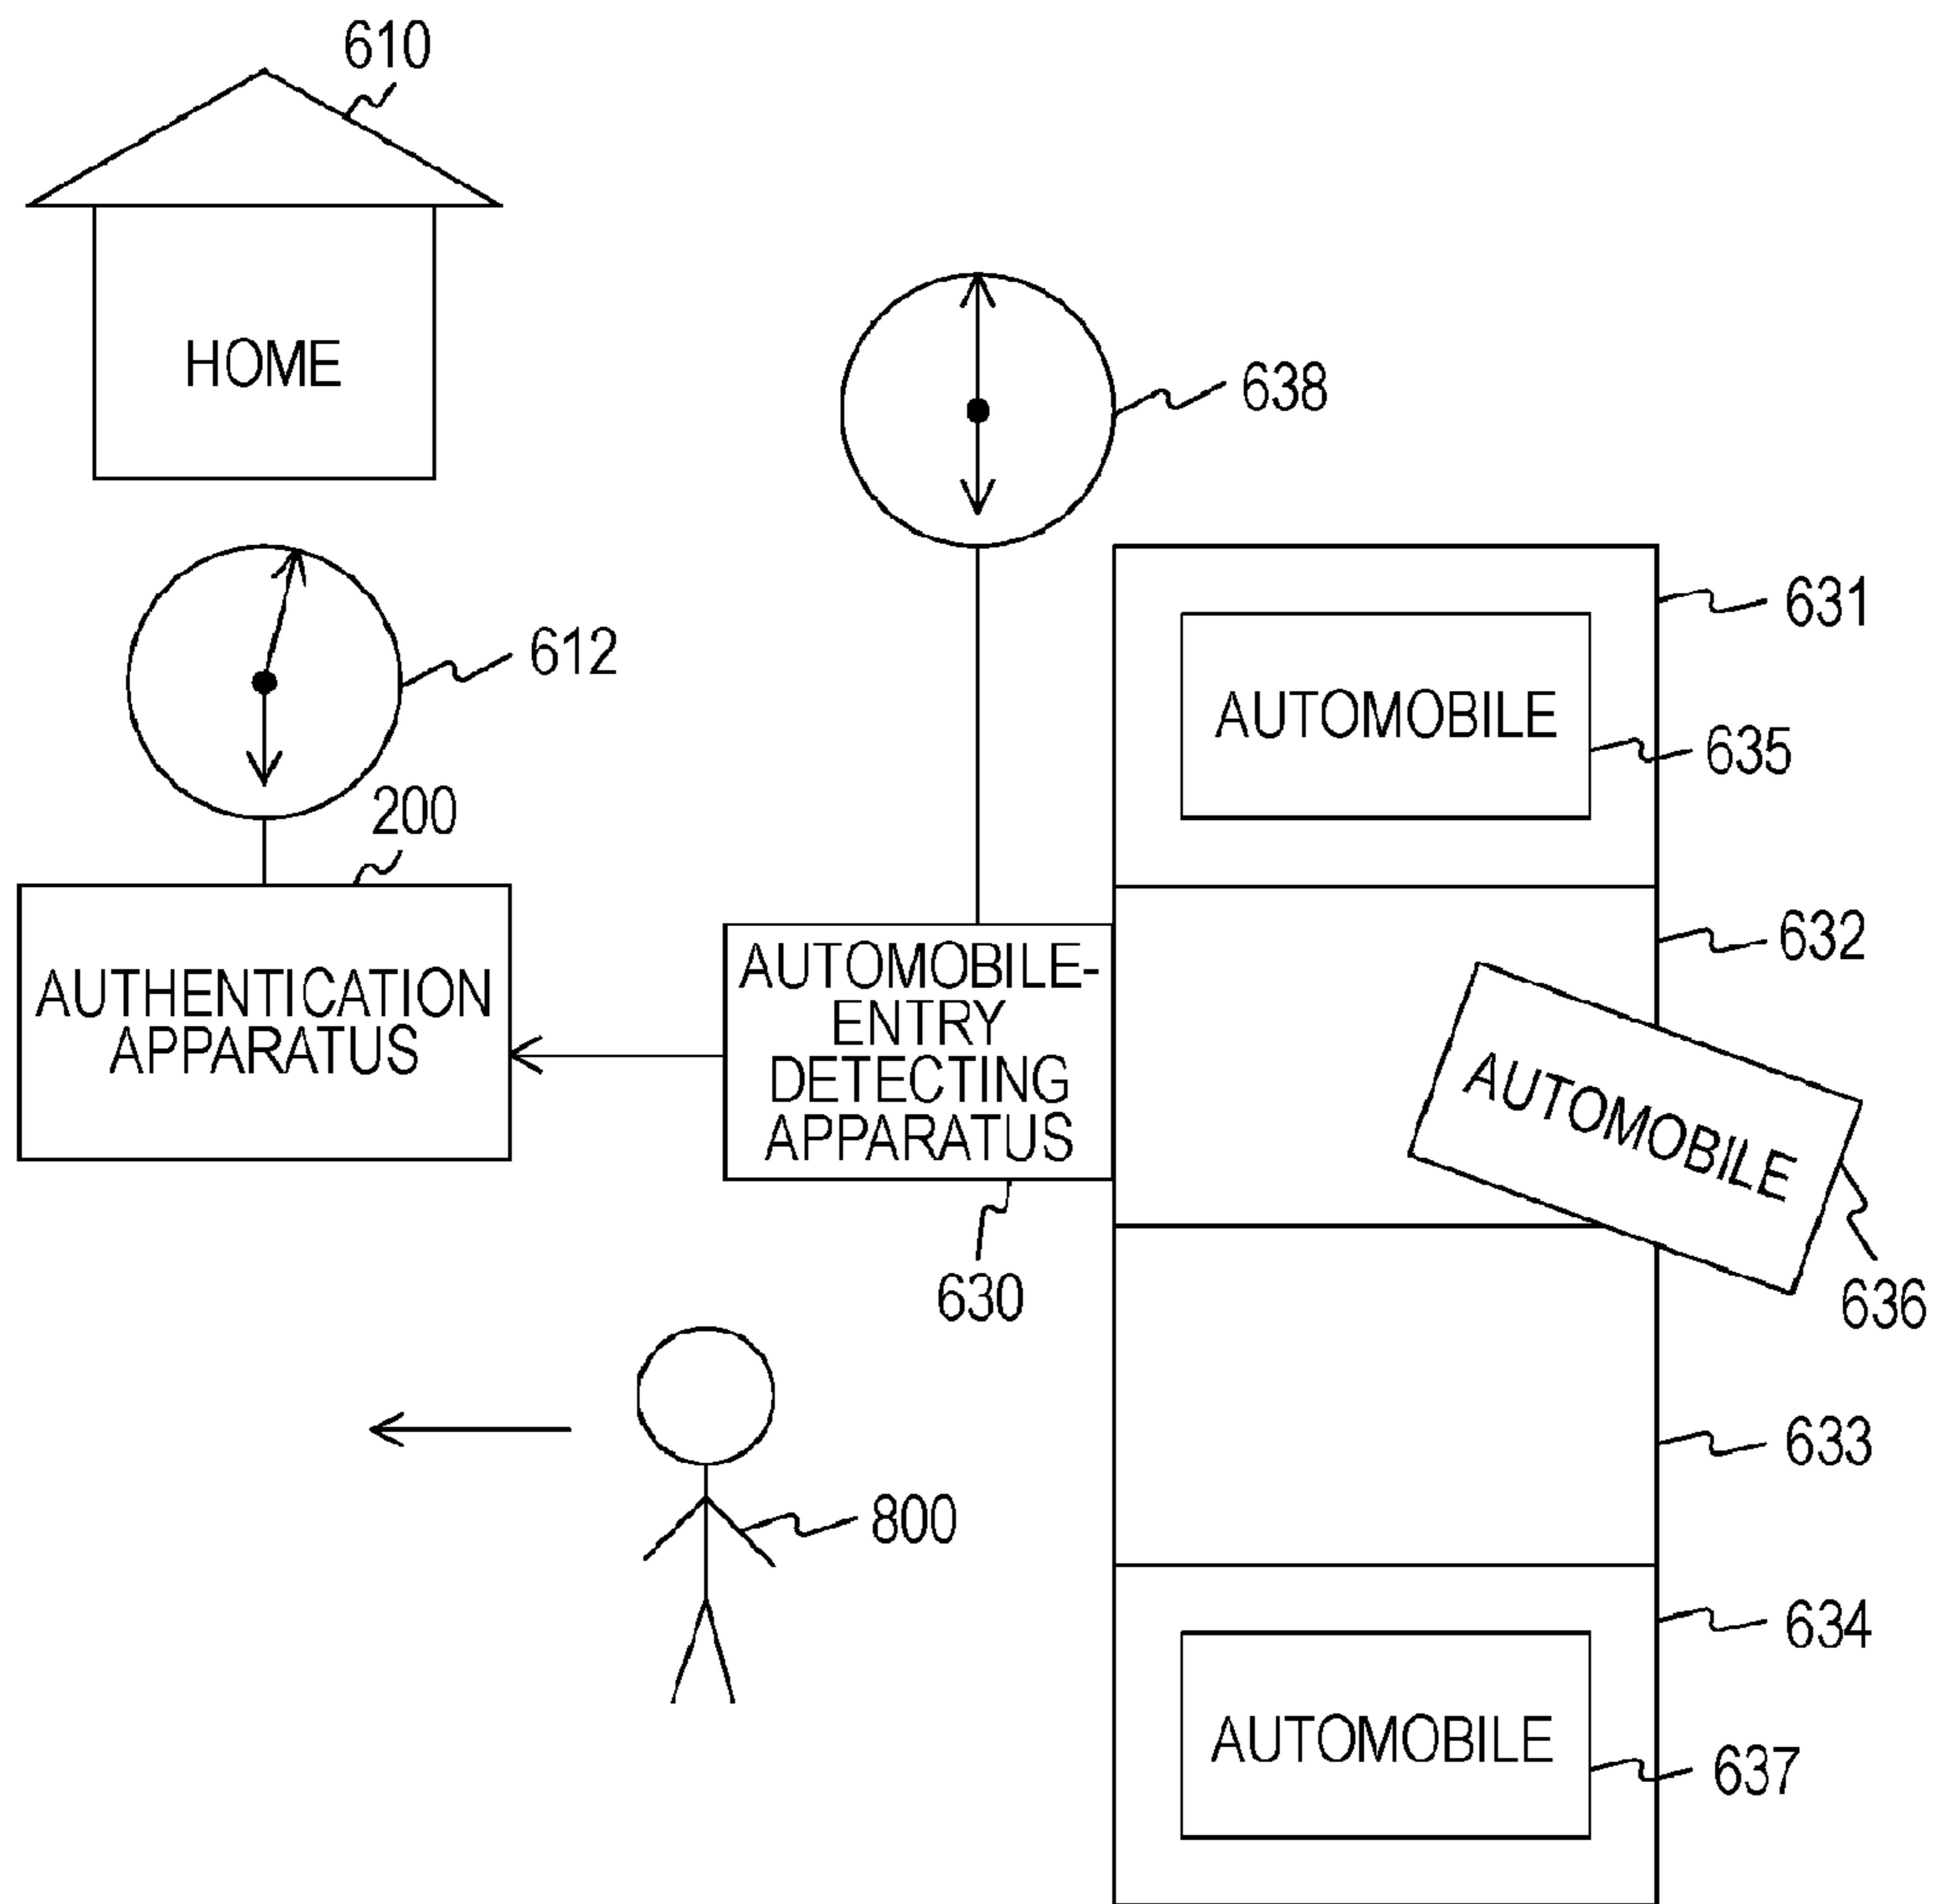 610
HOME
638
612
631
AUTOMOBILE
635
200
632
AUTHENTICATION
APPARATUS
AUTOMOBILE-
ENTRY
DETECTING
APPARATUS
AUTOMOBILE
630
636
633
800
634
AUTOMOBILE
637